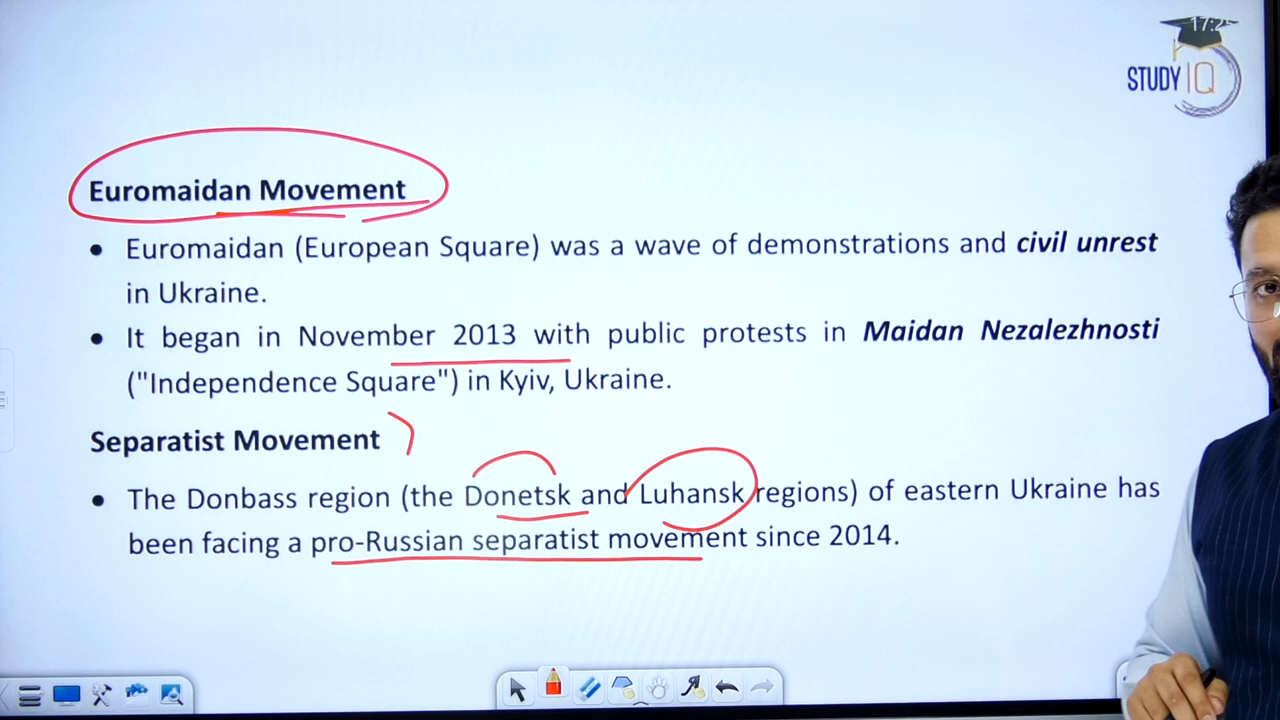 17:2
STUDY IQ
Euromaidan Movement
• Euromaidan (European Square) was a wave of demonstrations and civil unrest
in Ukraine.
• It began in November 2013 with public protests in Maidan Nezalezhnosti
("Independence Square") in Kyiv, Ukraine.
Separatist Movement
• The Donbass region (the Donetsk and Luhansk regions) of eastern Ukraine has
been facing a pro-Russian separatist movement since 2014.